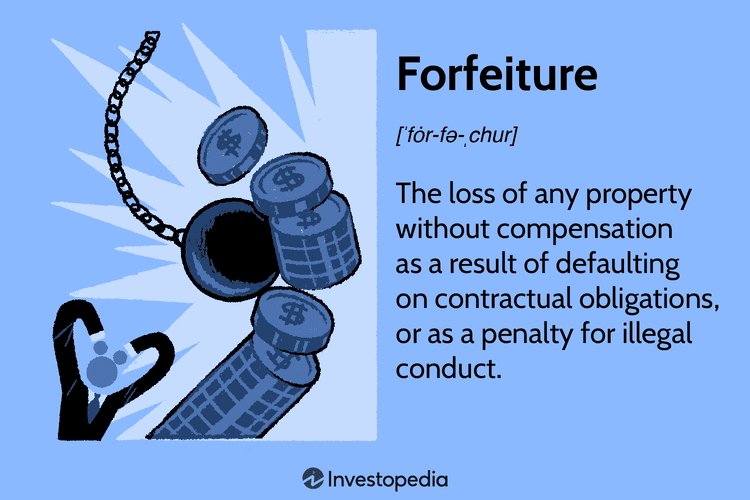 Forfeiture
[ˈfȯr-fə-ˌchur]
The loss of any property
without compensation
as a result of defaulting
on contractual obligations,
or as a penalty for illegal
conduct.
$
$
$
$
$
Investopedia